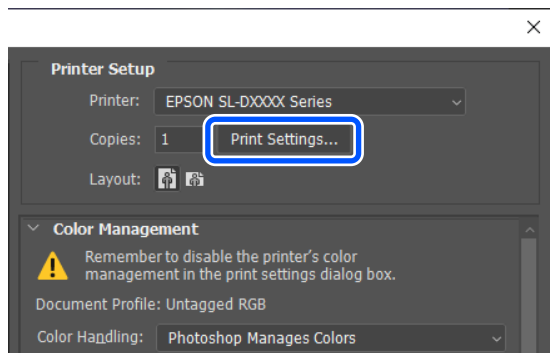 Printer Setup
Printer: EPSON SL-DXXXX Series
Copies: 1 Print Settings...
Layout:
Color Management
Remember to disable the printer's color
management in the print settings dialog box.
Document Profile: Untagged RGB
Color Handling: Photoshop Manages Colors